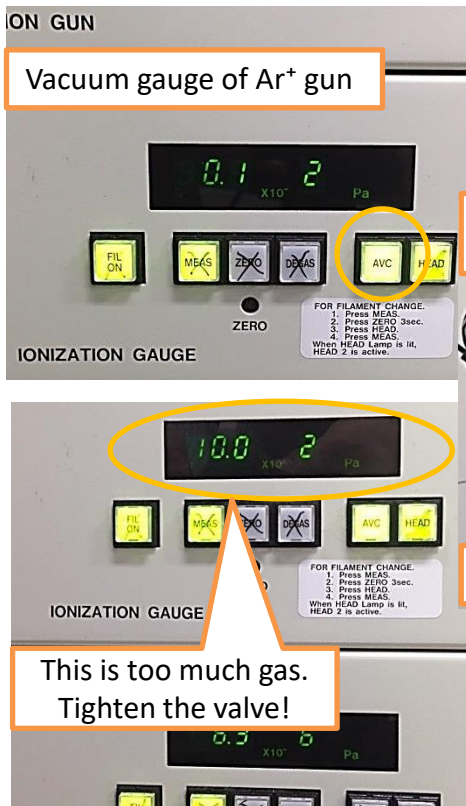 ION GUN
Vacuum gauge of Ar⁺ gun
0.1 x10⁻ 2 Pa
FIL ON
MEAS
ZERO
DEGAS
AVC
HEAD
ZERO
FOR FILAMENT CHANGE.
1. Press MEAS.
2. Press ZERO 3sec.
3. Press HEAD.
4. Press MEAS.
When HEAD Lamp is lit,
HEAD 2 is active.
IONIZATION GAUGE
10.0 x10⁻ 2 Pa
FIL ON
MEAS
ZERO
DEGAS
AVC
HEAD
FOR FILAMENT CHANGE.
1. Press MEAS.
2. Press ZERO 3sec.
3. Press HEAD.
4. Press MEAS.
When HEAD Lamp is lit,
HEAD 2 is active.
IONIZATION GAUGE
This is too much gas.
Tighten the valve!
6.3 x10⁻ 6 Pa